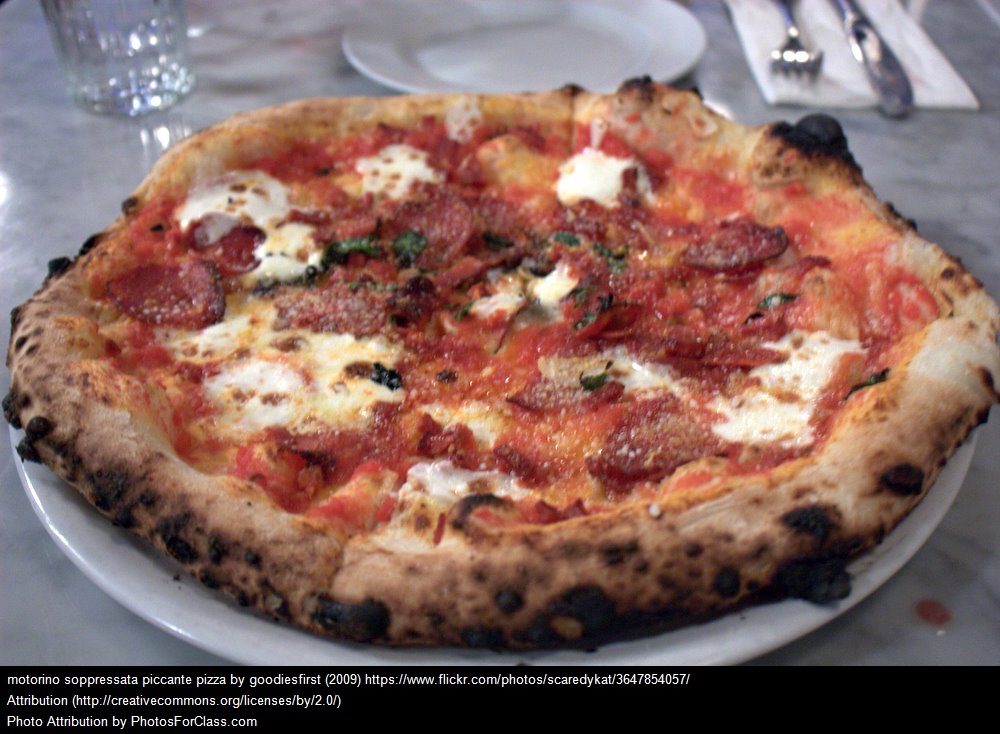 motorino soppressata piccante pizza by goodiesfirst (2009) https://www.flickr.com/photos/scaredykat/3647854057/
Attribution (http://creativecommons.org/licenses/by/2.0/)
Photo Attribution by PhotosForClass.com